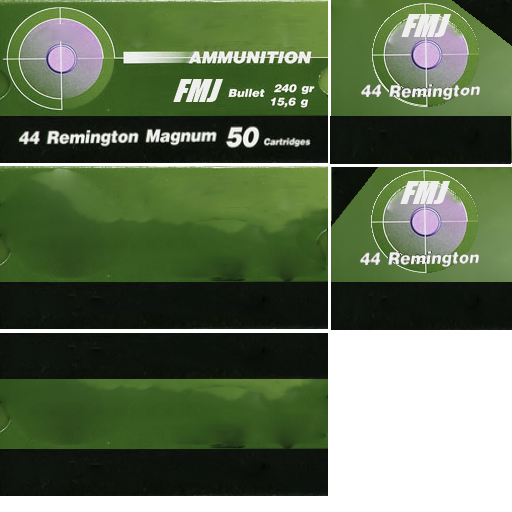 AMMUNITION
FMJ Bullet 240 gr
15,6 g
44 Remington Magnum 50 Cartridges
FMJ
44 Remington
FMJ
44 Remington